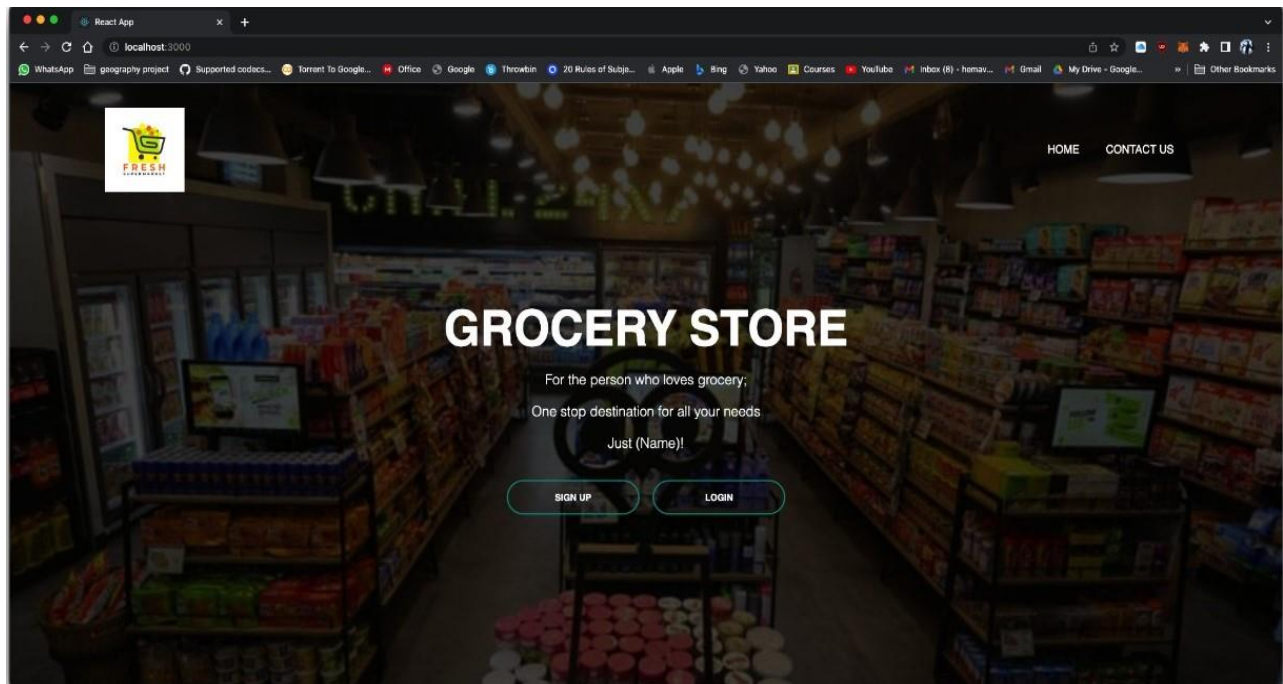 React App
localhost:3000
WhatsApp geography project Supported codecs... Torrent To Google... Office Google Throwbin 20 Rules of Subje... Apple Bing Yahoo Courses YouTube Inbox (8) - hemav... Gmail My Drive - Google... » Other Bookmarks
FRESH
SUPERMARKET
HOME CONTACT US
GROCERY STORE
For the person who loves grocery;
One stop destination for all your needs
Just (Name)!
SIGN UP LOGIN